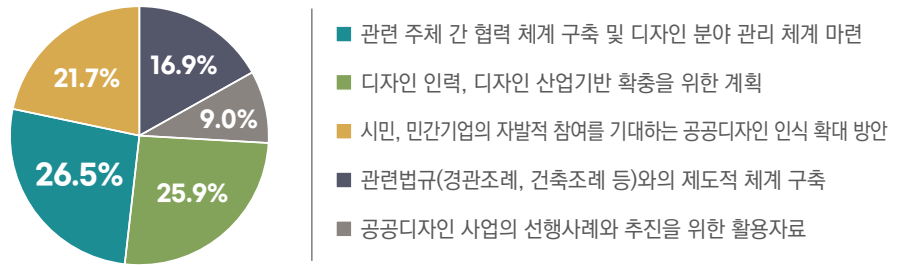 16.9%
21.7%
9.0%
26.5%
25.9%
관련 주체 간 협력 체계 구축 및 디자인 분야 관리 체계 마련
디자인 인력, 디자인 산업기반 확충을 위한 계획
시민, 민간기업의 자발적 참여를 기대하는 공공디자인 인식 확대 방안
관련법규(경관조례, 건축조례 등)와의 제도적 체계 구축
공공디자인 사업의 선행사례와 추진을 위한 활용자료